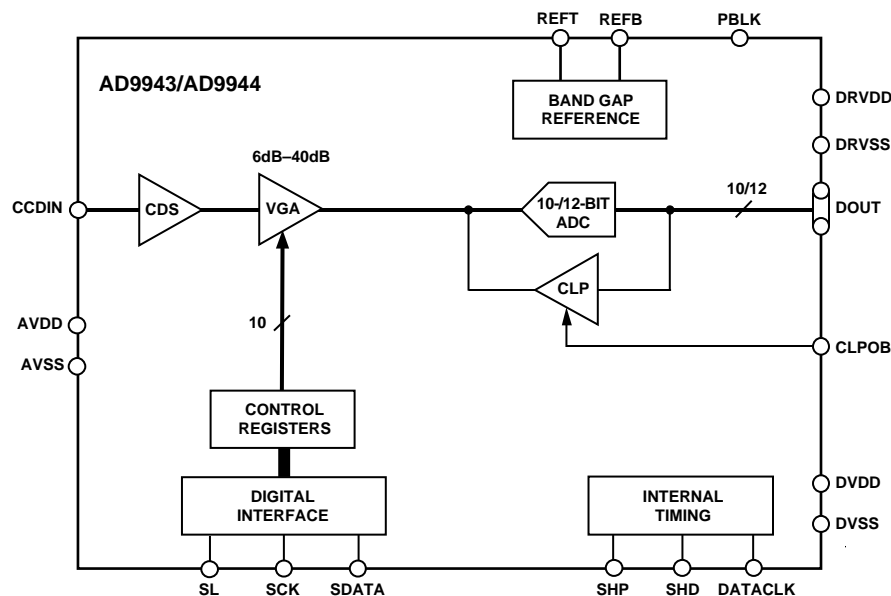 REFT
REFB
PBLK
AD9943/AD9944
BAND GAP
REFERENCE
DRVDD
DRVSS
6dB–40dB
CCDIN
CDS
VGA
10-/12-BIT
ADC
10/12
DOUT
CLP
AVDD
10
CLPOB
AVSS
CONTROL
REGISTERS
DIGITAL
INTERFACE
INTERNAL
TIMING
DVDD
DVSS
SL
SCK
SDATA
SHP
SHD
DATACLK